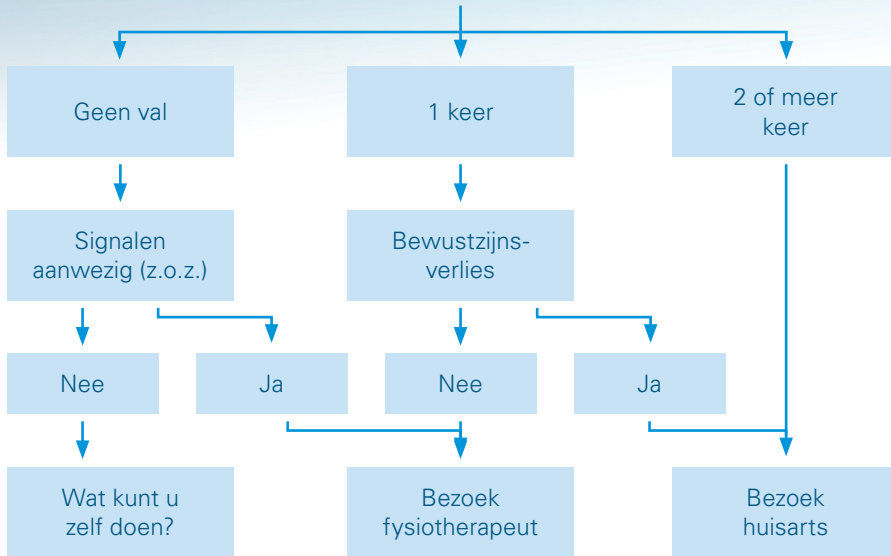 Geen val
1 keer
2 of meer
keer
Signalen
aanwezig (z.o.z.)
Bewustzijns-
verlies
Nee
Ja
Nee
Ja
Wat kunt u
zelf doen?
Bezoek
fysiotherapeut
Bezoek
huisarts